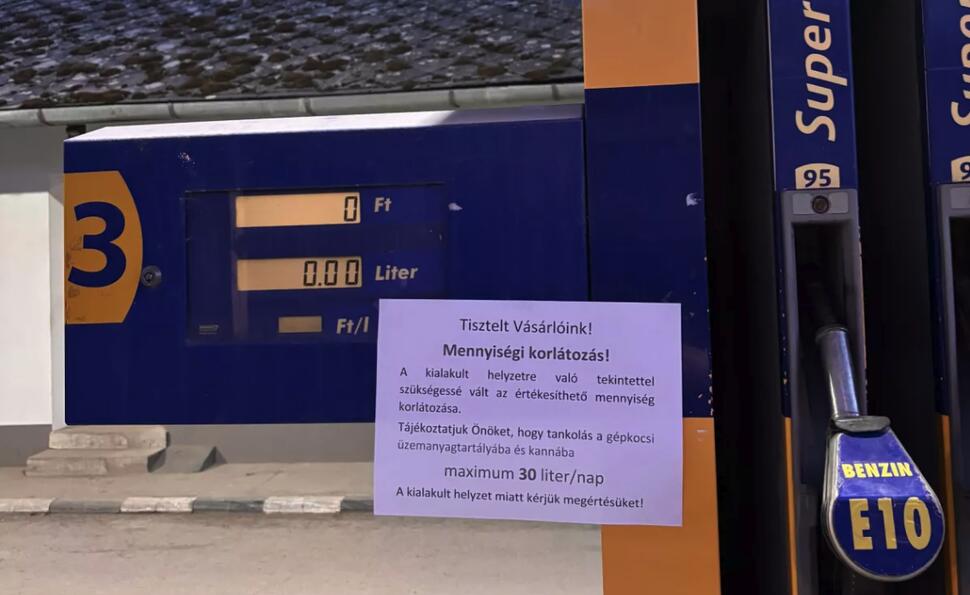 3
0 Ft
0.00 Liter
Ft/l
Tisztelt Vásárlóink!
Mennyiségi korlátozás!
A kialakult helyzetre való tekintettel
szükségessé vált az értékesíthető mennyiség
korlátozása.
Tájékoztatjuk Önöket, hogy tankolás a gépkocsi
üzemanyagtartályába és kannába
maximum 30 liter/nap
A kialakult helyzet miatt kérjük megértésüket!
Super
95
BENZIN
E10